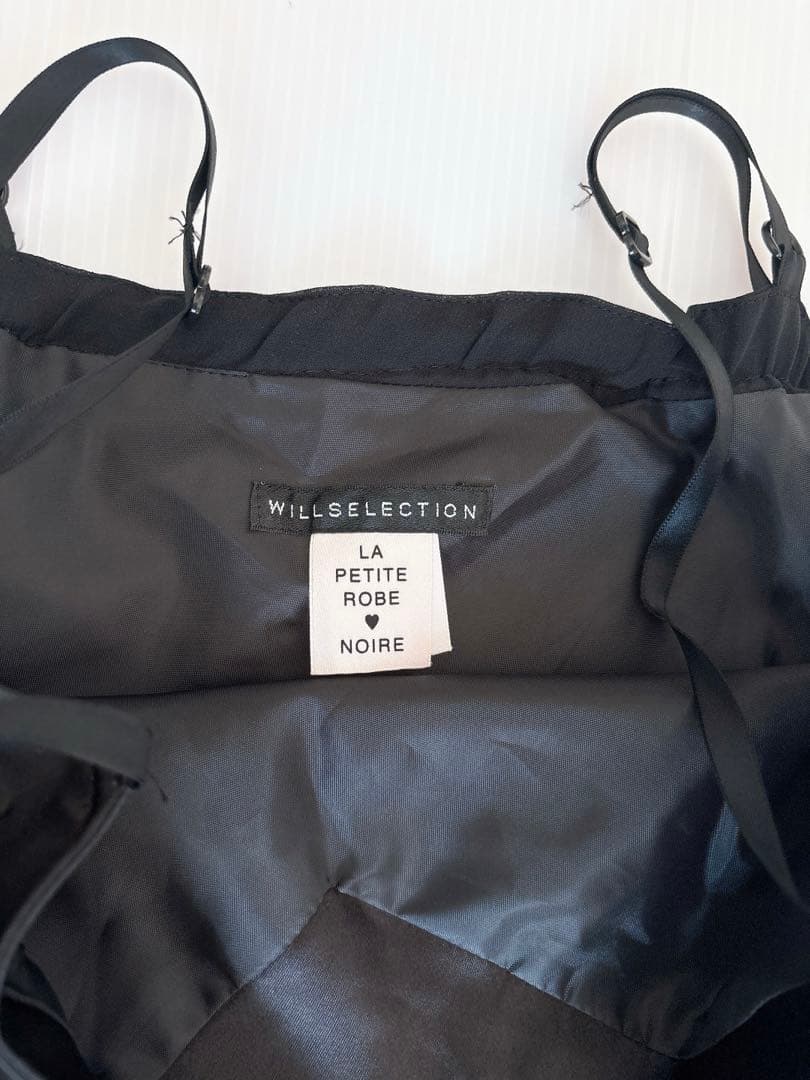 WILLSELECTION
LA
PETITE
ROBE
♥
NOIRE